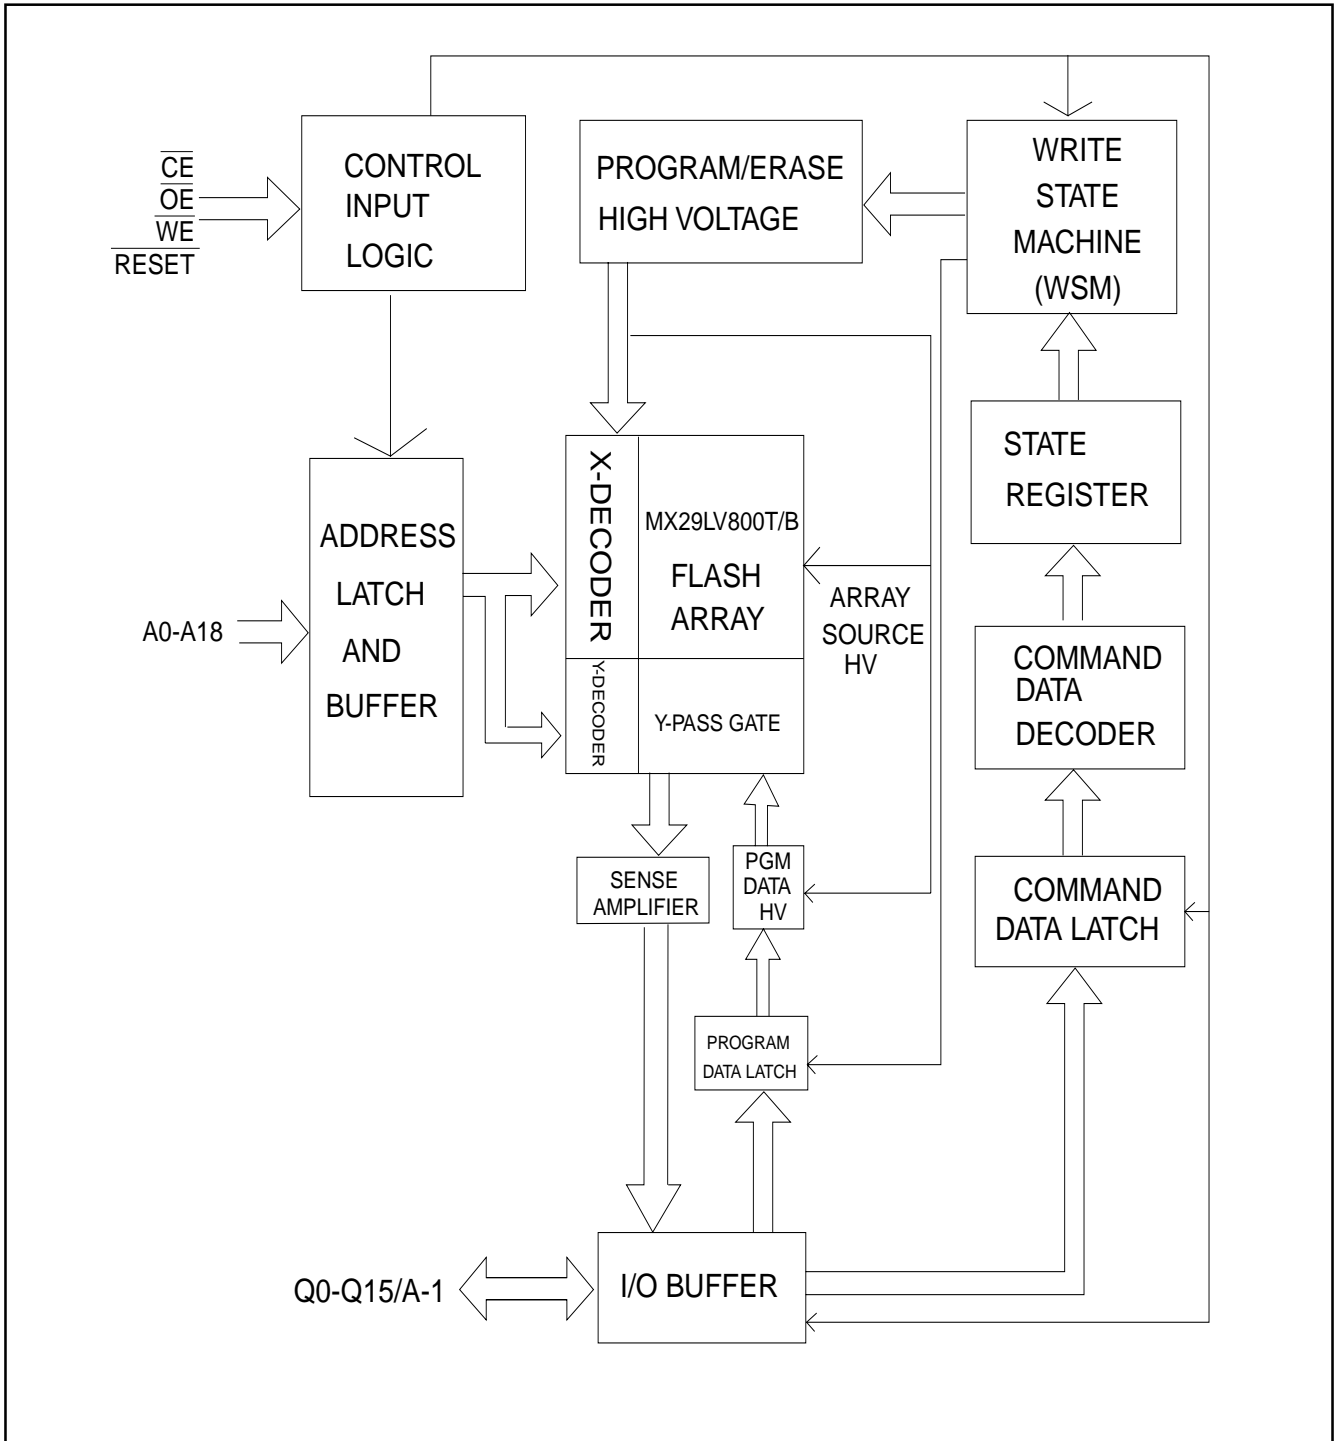 CE
OE
WE
RESET
CONTROL
INPUT
LOGIC
PROGRAM/ERASE
HIGH VOLTAGE
WRITE
STATE
MACHINE
(WSM)
STATE
REGISTER
ADDRESS
LATCH
AND
BUFFER
A0-A18
X-DECODER
MX29LV800T/B
FLASH
ARRAY
ARRAY
SOURCE
HV
Y-DECODER
Y-PASS GATE
COMMAND
DATA
DECODER
SENSE
AMPLIFIER
PGM
DATA
HV
COMMAND
DATA LATCH
PROGRAM
DATA LATCH
Q0-Q15/A-1
I/O BUFFER